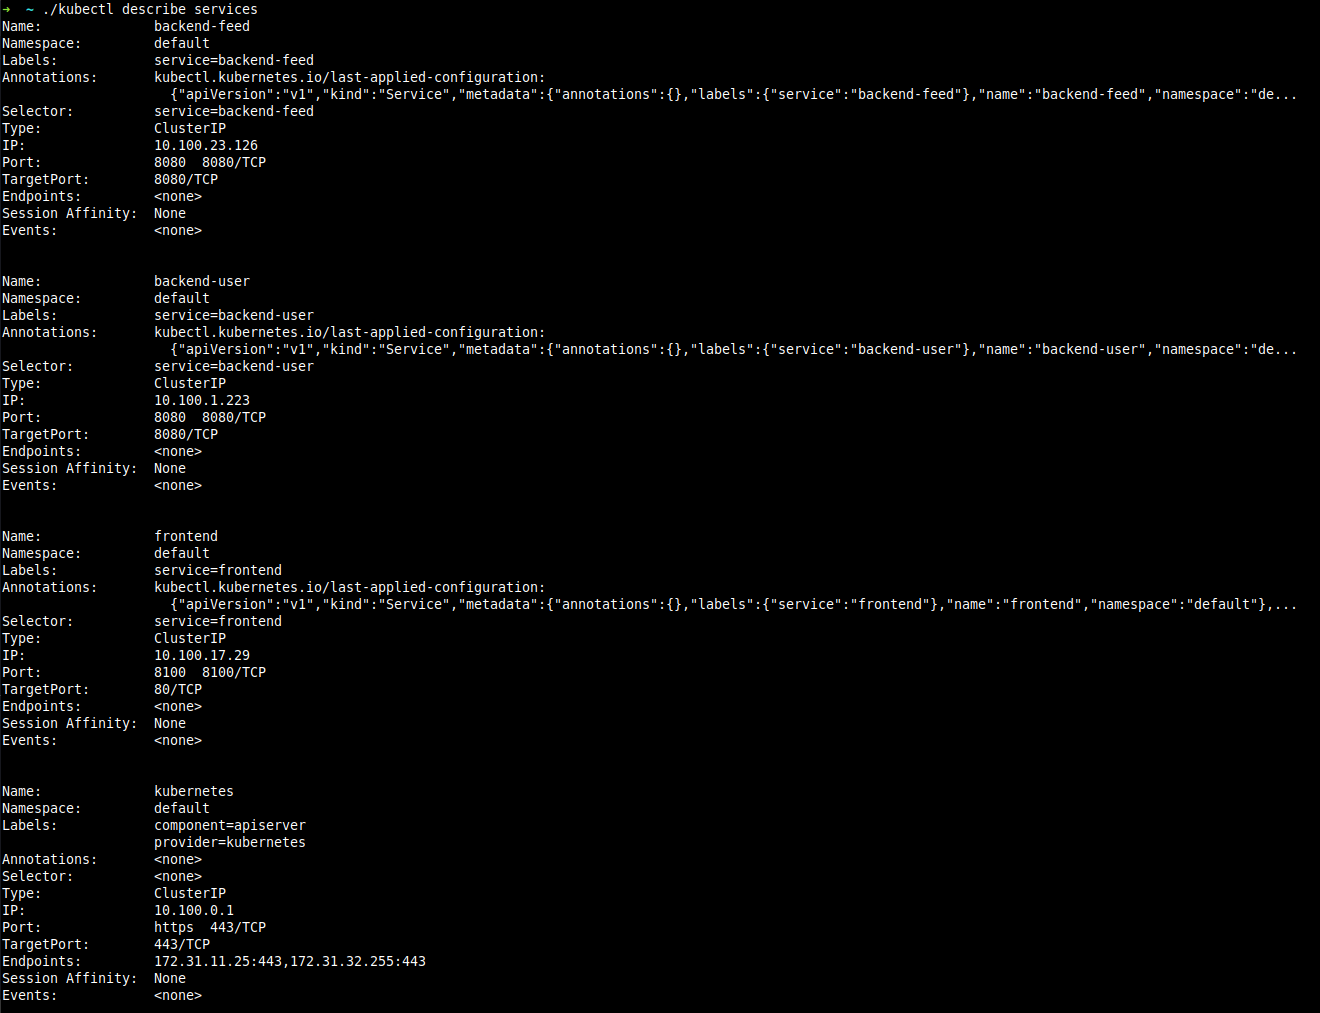 ➜  ~ ./kubectl describe services
Name:              backend-feed
Namespace:         default
Labels:            service=backend-feed
Annotations:       kubectl.kubernetes.io/last-applied-configuration:
                     {"apiVersion":"v1","kind":"Service","metadata":{"annotations":{},"labels":{"service":"backend-feed"},"name":"backend-feed","namespace":"de...
Selector:          service=backend-feed
Type:              ClusterIP
IP:                10.100.23.126
Port:              8080  8080/TCP
TargetPort:        8080/TCP
Endpoints:         <none>
Session Affinity:  None
Events:            <none>


Name:              backend-user
Namespace:         default
Labels:            service=backend-user
Annotations:       kubectl.kubernetes.io/last-applied-configuration:
                     {"apiVersion":"v1","kind":"Service","metadata":{"annotations":{},"labels":{"service":"backend-user"},"name":"backend-user","namespace":"de...
Selector:          service=backend-user
Type:              ClusterIP
IP:                10.100.1.223
Port:              8080  8080/TCP
TargetPort:        8080/TCP
Endpoints:         <none>
Session Affinity:  None
Events:            <none>


Name:              frontend
Namespace:         default
Labels:            service=frontend
Annotations:       kubectl.kubernetes.io/last-applied-configuration:
                     {"apiVersion":"v1","kind":"Service","metadata":{"annotations":{},"labels":{"service":"frontend"},"name":"frontend","namespace":"default"},...
Selector:          service=frontend
Type:              ClusterIP
IP:                10.100.17.29
Port:              8100  8100/TCP
TargetPort:        80/TCP
Endpoints:         <none>
Session Affinity:  None
Events:            <none>


Name:              kubernetes
Namespace:         default
Labels:            component=apiserver
                   provider=kubernetes
Annotations:       <none>
Selector:          <none>
Type:              ClusterIP
IP:                10.100.0.1
Port:              https  443/TCP
TargetPort:        443/TCP
Endpoints:         172.31.11.25:443,172.31.32.255:443
Session Affinity:  None
Events:            <none>